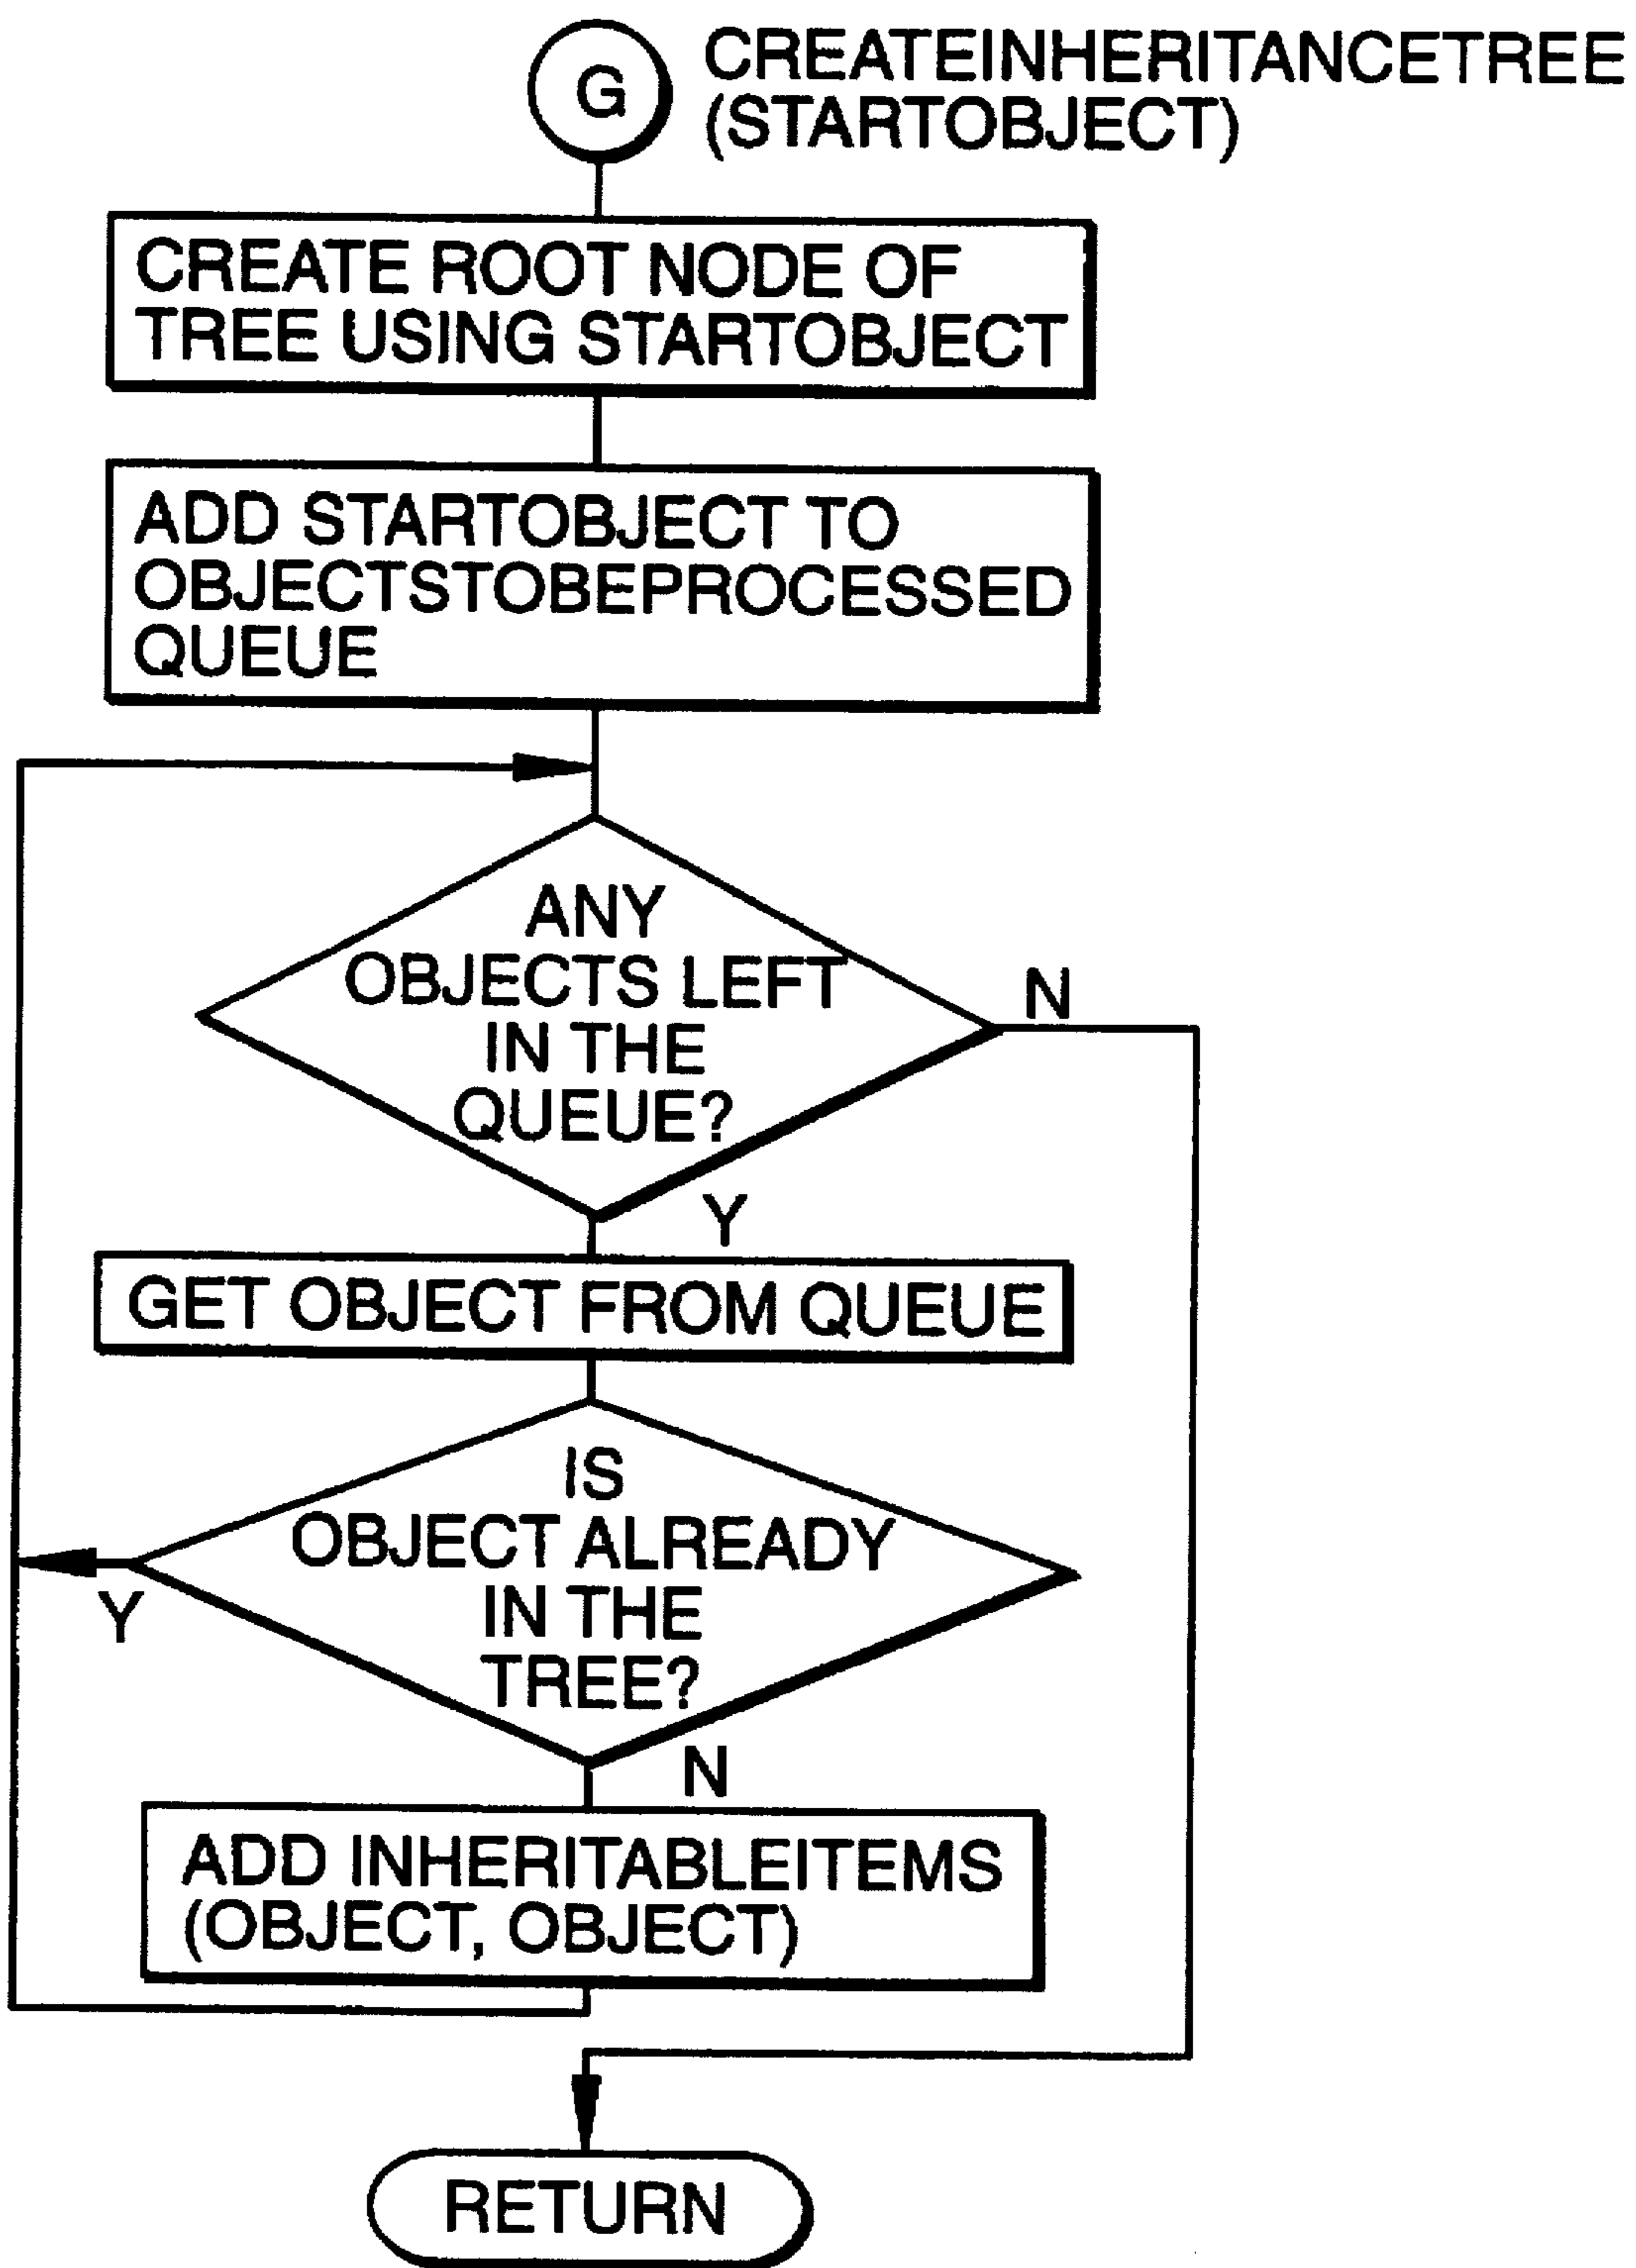 G
CREATEINHERITANCETREE
(STARTOBJECT)
CREATE ROOT NODE OF
TREE USING STARTOBJECT
ADD STARTOBJECT TO
OBJECTSTOBEPROCESSED
QUEUE
ANY
OBJECTS LEFT
IN THE
QUEUE?
N
Y
GET OBJECT FROM QUEUE
IS
OBJECT ALREADY
IN THE
TREE?
Y
N
ADD INHERITABLEITEMS
(OBJECT, OBJECT)
RETURN